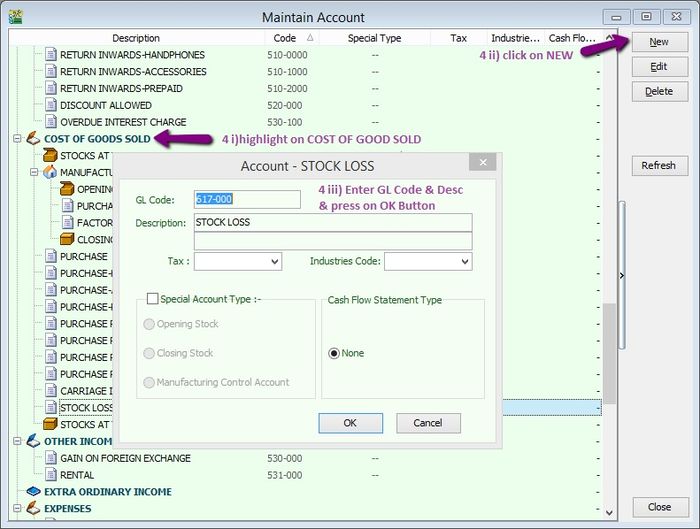 Maintain Account
Description Code Special Type Tax Industrie... Cash Flo...
New
4 ii) click on NEW
RETURN INWARDS-HANDPHONES 510-0000 -- -
RETURN INWARDS-ACCESSORIES 510-1000 -- -
Edit
RETURN INWARDS-PREPAID 510-2000 -- -
Delete
DISCOUNT ALLOWED 520-000 -- -
OVERDUE INTEREST CHARGE 530-100 -- -
COST OF GOODS SOLD
4 i)highlight on COST OF GOOD SOLD
STOCKS AT
Refresh
Account - STOCK LOSS
MANUFACTU
OPENING
GL Code: 617-000
4 iii) Enter GL Code & Desc
& press on OK Button
PURCHA
FACTOR
Description: STOCK LOSS
CLOSING
PURCHASE
Tax : Industries Code:
PURCHASE-
PURCHASE-
Special Account Type :- Cash Flow Statement Type
PURCHASE-
PURCHASE R
Opening Stock
PURCHASE R
Closing Stock
None
PURCHASE R
PURCHASE R
Manufacturing Control Account
CARRIAGE I
STOCK LOSS
OK Cancel
STOCKS AT
OTHER INCOM
GAIN ON FOREIGN EXCHANGE 530-000 -- -
RENTAL 531-000 -- -
EXTRA ORDINARY INCOME
EXPENSES
Close